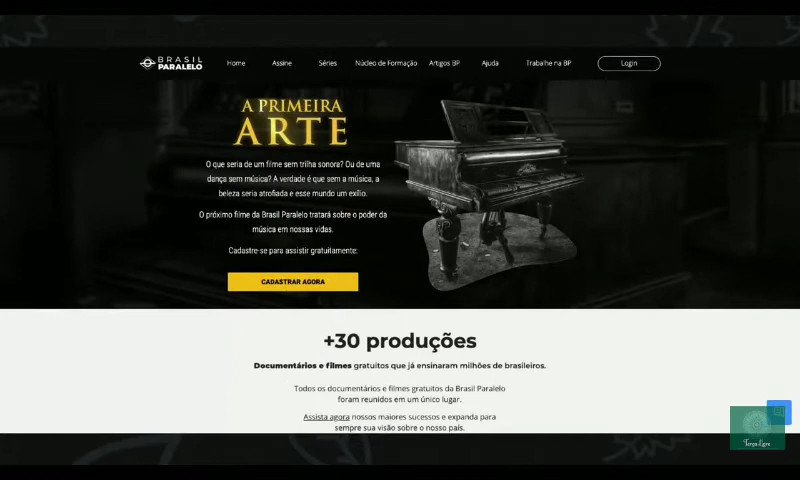 BRASIL
PARALELO
Home Assine Séries Núcleo de Formação Artigos BP Ajuda Trabalhe na BP Login
A PRIMEIRA
ARTE
O que seria de um filme sem trilha sonora? Ou de uma
dança sem música? A verdade é que sem a música, a
beleza seria atrofiada e esse mundo um exílio.
O próximo filme da Brasil Paralelo tratará sobre o poder da
música em nossas vidas.
Cadastre-se para assistir gratuitamente:
CADASTRAR AGORA
+30 produções
Documentários e filmes gratuitos que já ensinaram milhões de brasileiros.
Todos os documentários e filmes gratuitos da Brasil Paralelo
foram reunidos em um único lugar.
Assista agora nossos maiores sucessos e expanda para
sempre sua visão sobre o nosso país.
Terça Livre